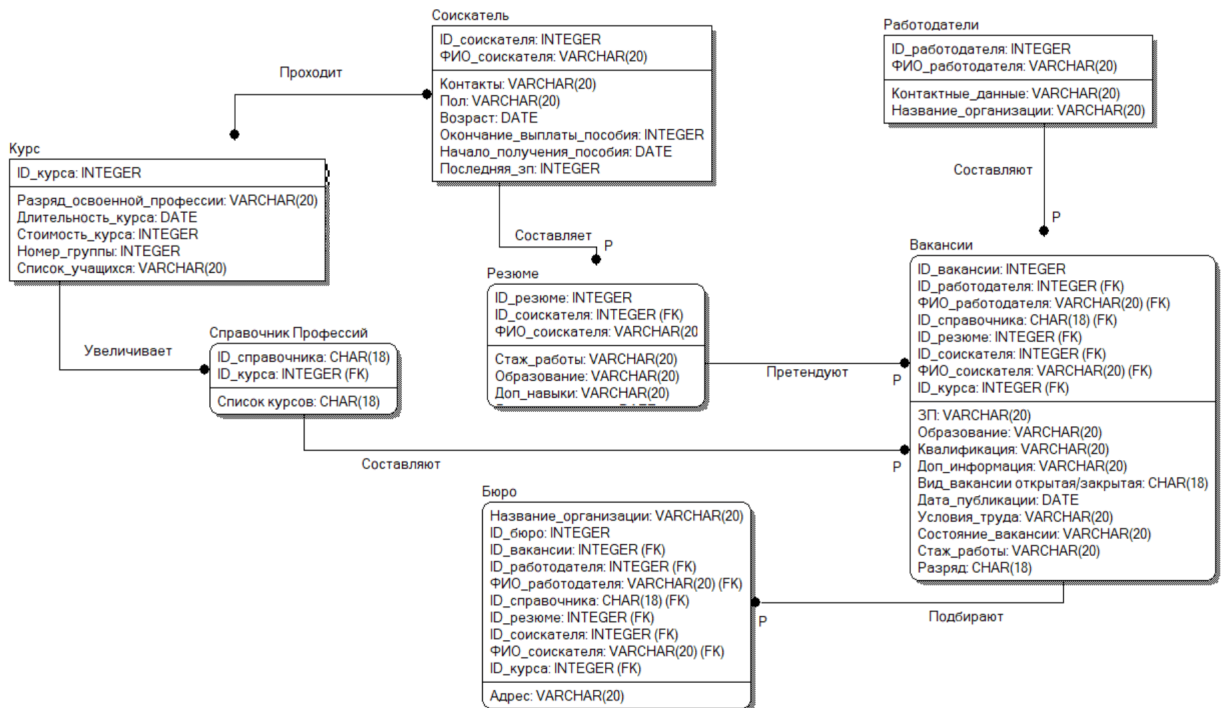 Соискатель
ID_соискателя: INTEGER
ФИО_соискателя: VARCHAR(20)
Контакты: VARCHAR(20)
Пол: VARCHAR(20)
Возраст: DATE
Окончание_выплаты_пособия: INTEGER
Начало_получения_пособия: DATE
Последняя_зп: INTEGER
Работодатели
ID_работодателя: INTEGER
ФИО_работодателя: VARCHAR(20)
Контактные_данные: VARCHAR(20)
Название_организации: VARCHAR(20)
Проходит
Курс
ID_курса: INTEGER
Разряд_освоенной_профессии: VARCHAR(20)
Длительность_курса: DATE
Стоимость_курса: INTEGER
Номер_группы: INTEGER
Список_учащихся: VARCHAR(20)
Составляет
P
Составляют
P
Резюме
ID_резюме: INTEGER
ID_соискателя: INTEGER (FK)
ФИО_соискателя: VARCHAR(20
Стаж_работы: VARCHAR(20)
Образование: VARCHAR(20)
Доп_навыки: VARCHAR(20)
Вакансии
ID_вакансии: INTEGER
ID_работодателя: INTEGER (FK)
ФИО_работодателя: VARCHAR(20) (FK)
ID_справочника: CHAR(18) (FK)
ID_резюме: INTEGER (FK)
ID_соискателя: INTEGER (FK)
ФИО_соискателя: VARCHAR(20) (FK)
ID_курса: INTEGER (FK)
ЗП: VARCHAR(20)
Образование: VARCHAR(20)
Квалификация: VARCHAR(20)
Доп_информация: VARCHAR(20)
Вид_вакансии открытая/закрытая: CHAR(18)
Дата_публикации: DATE
Условия_труда: VARCHAR(20)
Состояние_вакансии: VARCHAR(20)
Стаж_работы: VARCHAR(20)
Разряд: CHAR(18)
Увеличивает
Справочник Профессий
ID_справочника: CHAR(18)
ID_курса: INTEGER (FK)
Список курсов: CHAR(18)
Претендуют
P
Составляют
P
Бюро
Название_организации: VARCHAR(20)
ID_бюро: INTEGER
ID_вакансии: INTEGER (FK)
ID_работодателя: INTEGER (FK)
ФИО_работодателя: VARCHAR(20) (FK)
ID_справочника: CHAR(18) (FK)
ID_резюме: INTEGER (FK)
ID_соискателя: INTEGER (FK)
ФИО_соискателя: VARCHAR(20) (FK)
ID_курса: INTEGER (FK)
Адрес: VARCHAR(20)
P
Подбирают